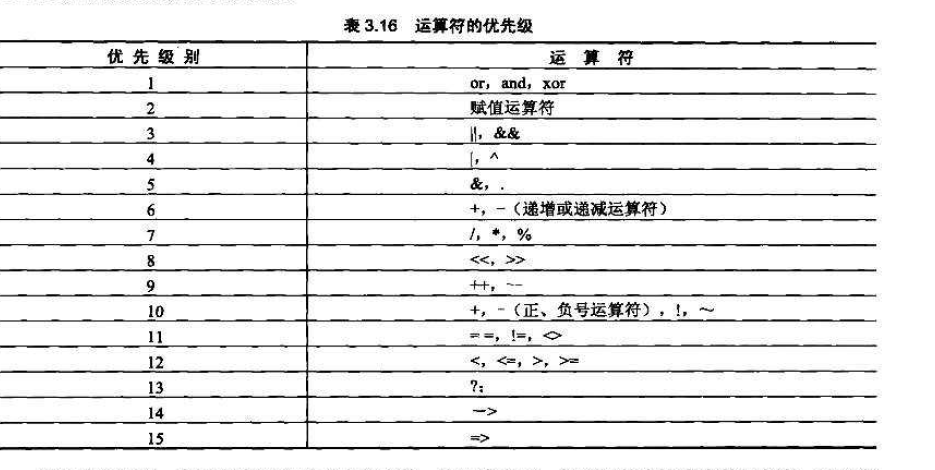 表 3.16 运算符的优先级
优先级别 运算符
1 or, and, xor
2 赋值运算符
3 ||, &&
4 |, ^
5 &, .
6 +, -（递增或递减运算符）
7 /, *, %
8 <<, >>
9 ++, --
10 +, -（正、负号运算符）, !, ~
11 = =, !=, <>
12 <, <=, >, >=
13 ?:
14 —>
15 =>